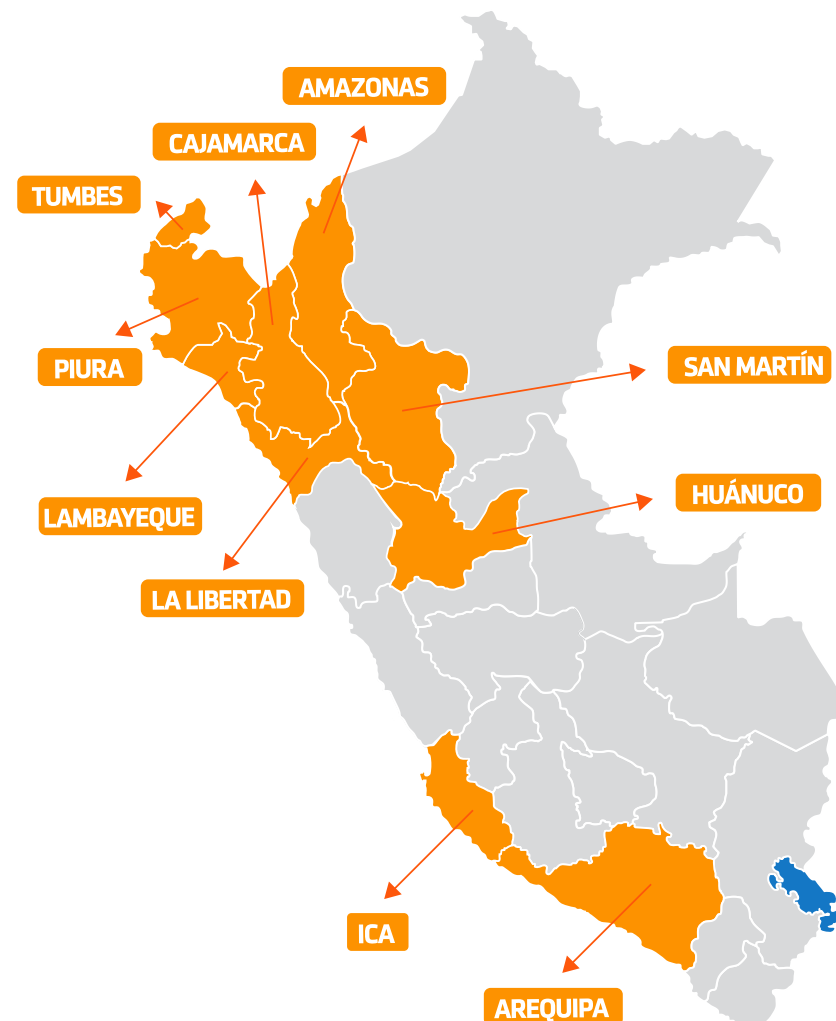 AMAZONAS
CAJAMARCA
TUMBES
PIURA
SAN MARTÍN
HUÁNUCO
LAMBAYEQUE
LA LIBERTAD
ICA
AREQUIPA